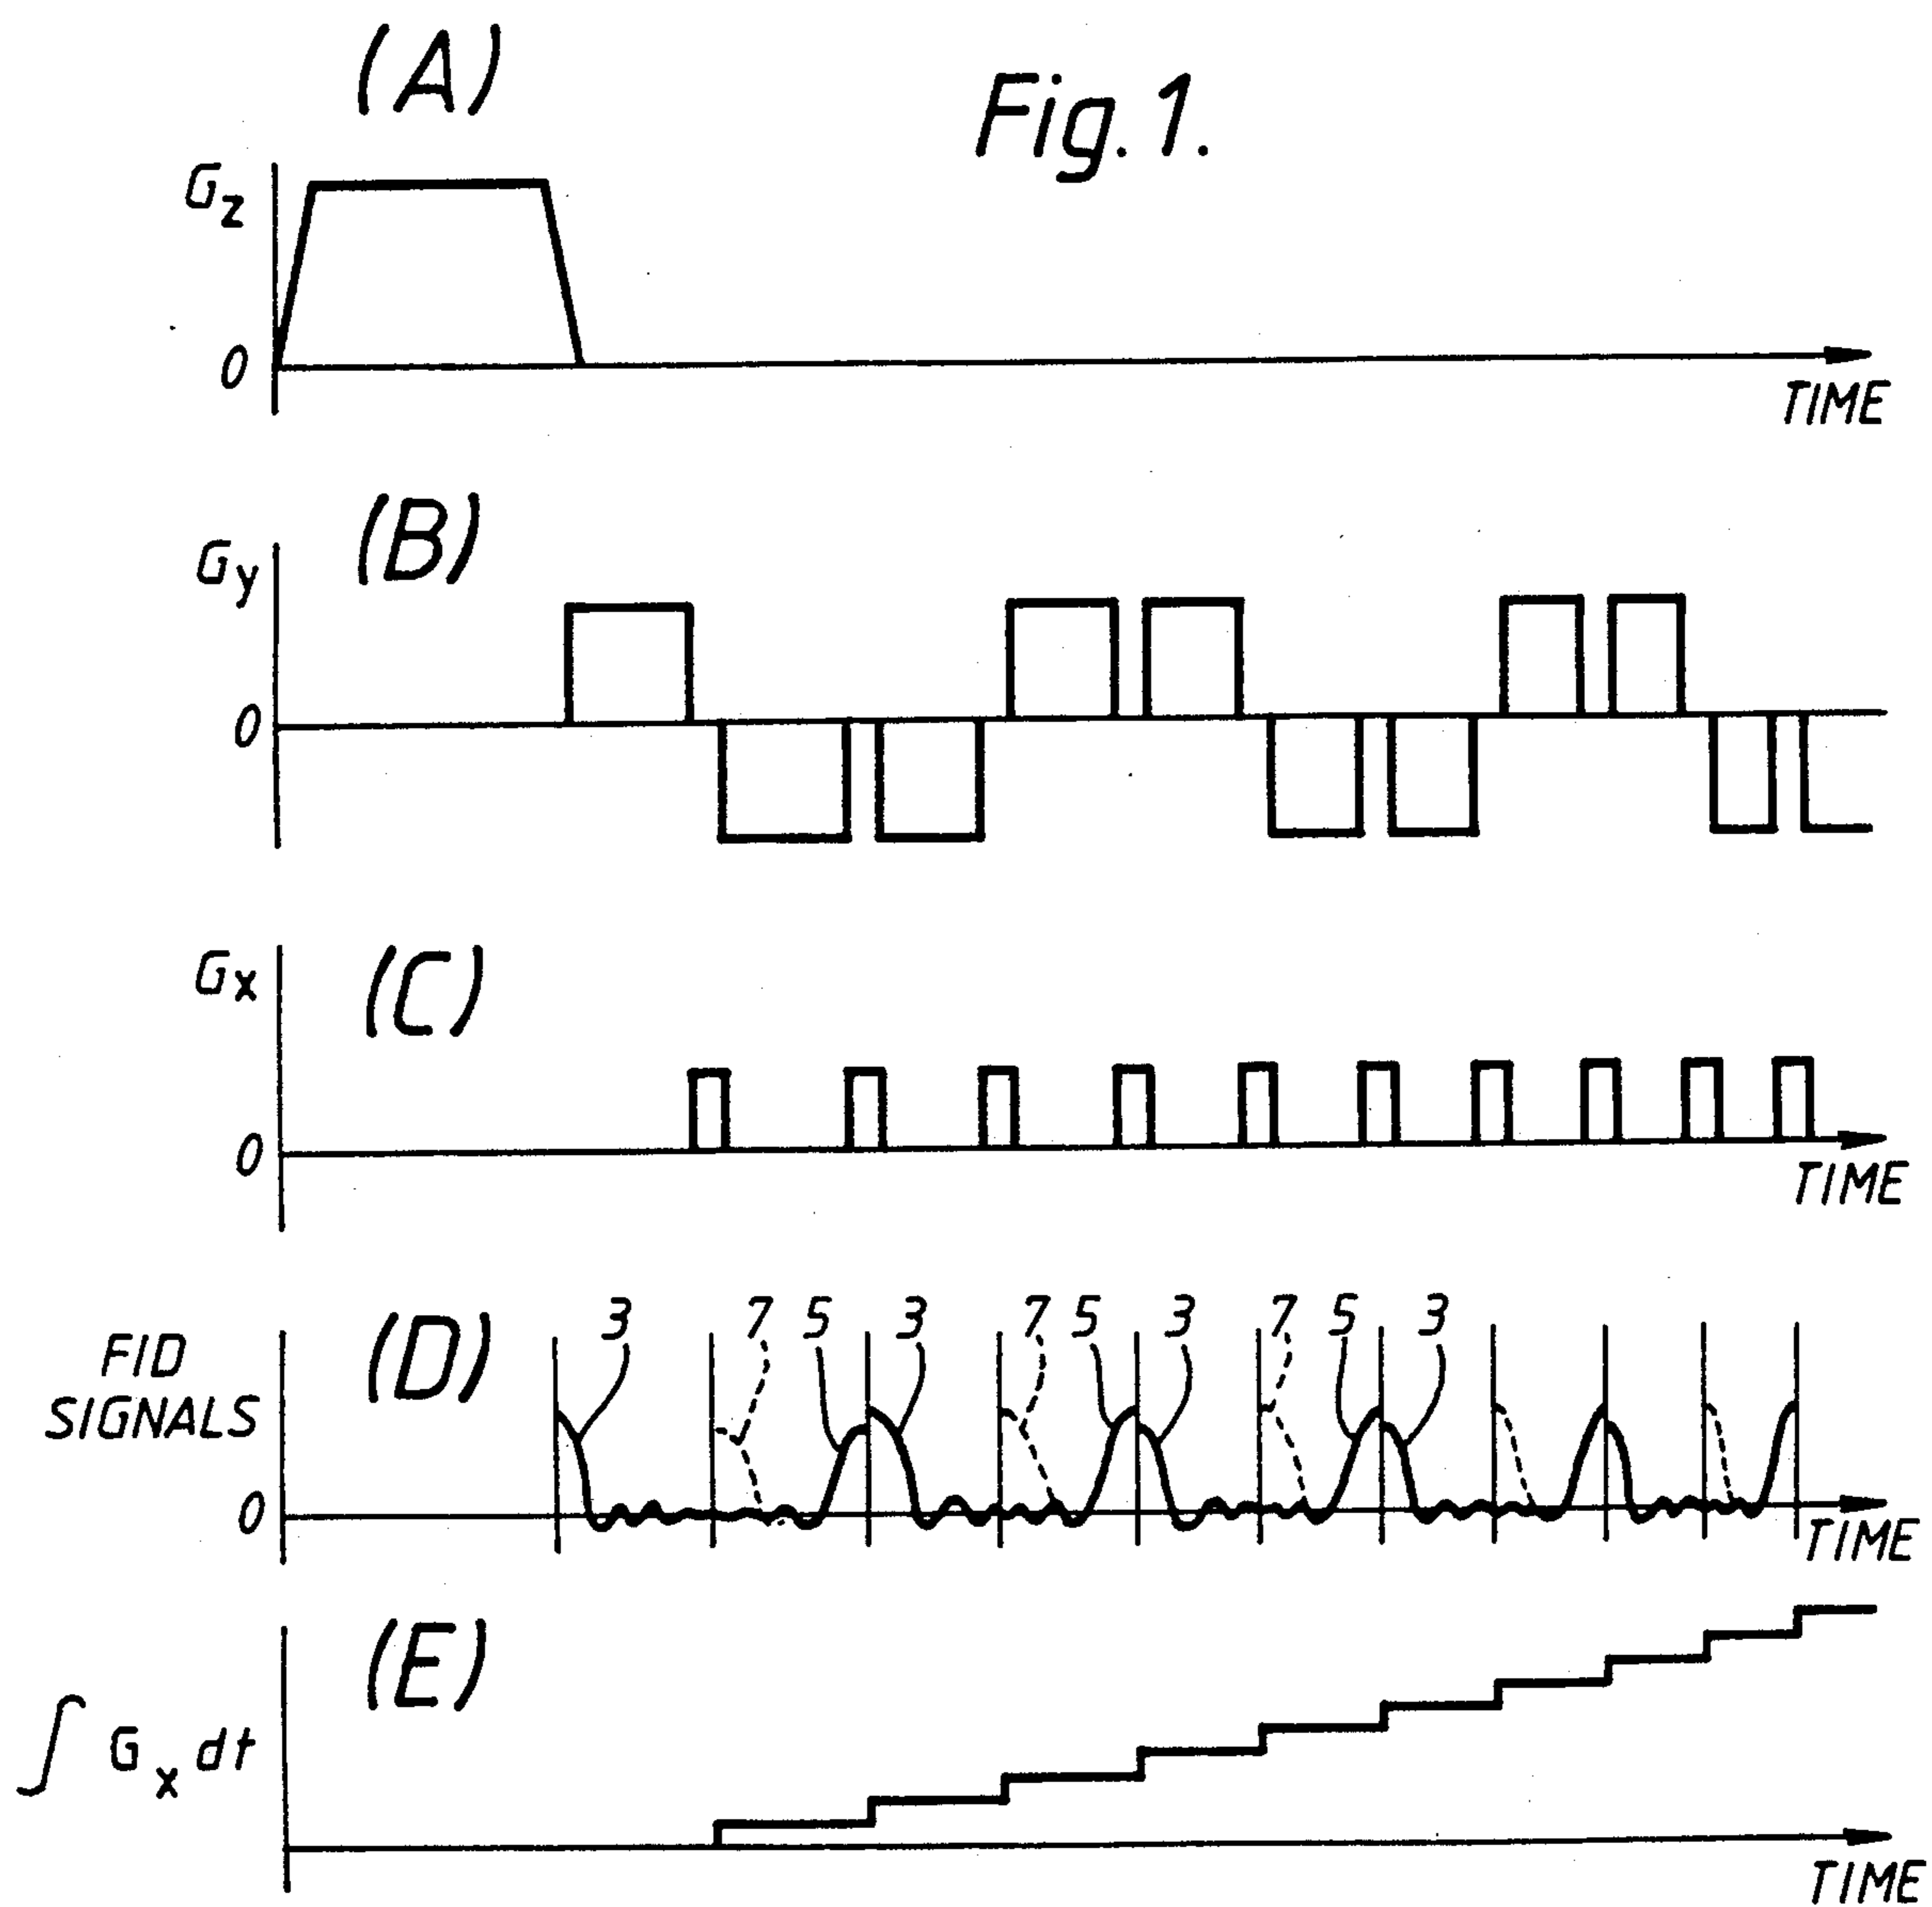 (A)
Fig. 1.
Gz
0
TIME
(B)
Gy
0
(C)
Gx
0
TIME
3 7 5 3 7 5 3 7 5 3
(D)
FID
SIGNALS
0
TIME
(E)
∫ Gx dt
TIME